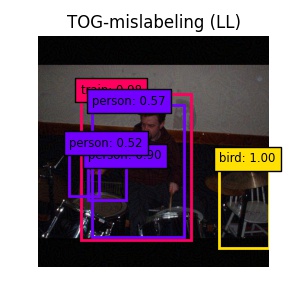 TOG-mislabeling (LL)
train: 0.99
person: 0.57
person: 0.52
person: 0.90
bird: 1.00